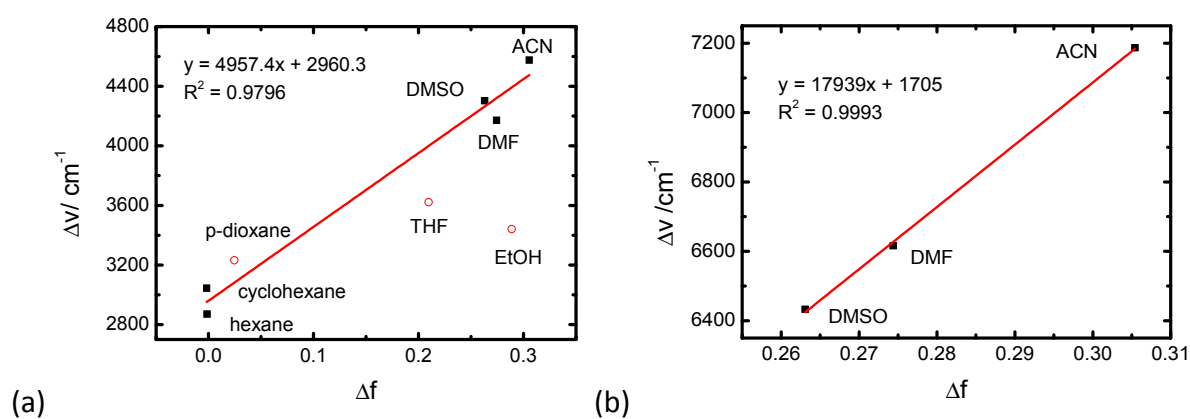 4800
4400
4000
3600
3200
2800
Δv/ cm⁻¹
y = 4957.4x + 2960.3
R² = 0.9796
ACN
DMSO
DMF
THF
EtOH
p-dioxane
cyclohexane
hexane
0.0 0.1 0.2 0.3
Δf
(a)
7200
7000
6800
6600
6400
Δv /cm⁻¹
y = 17939x + 1705
R² = 0.9993
ACN
DMF
DMSO
0.26 0.27 0.28 0.29 0.30 0.31
Δf
(b)